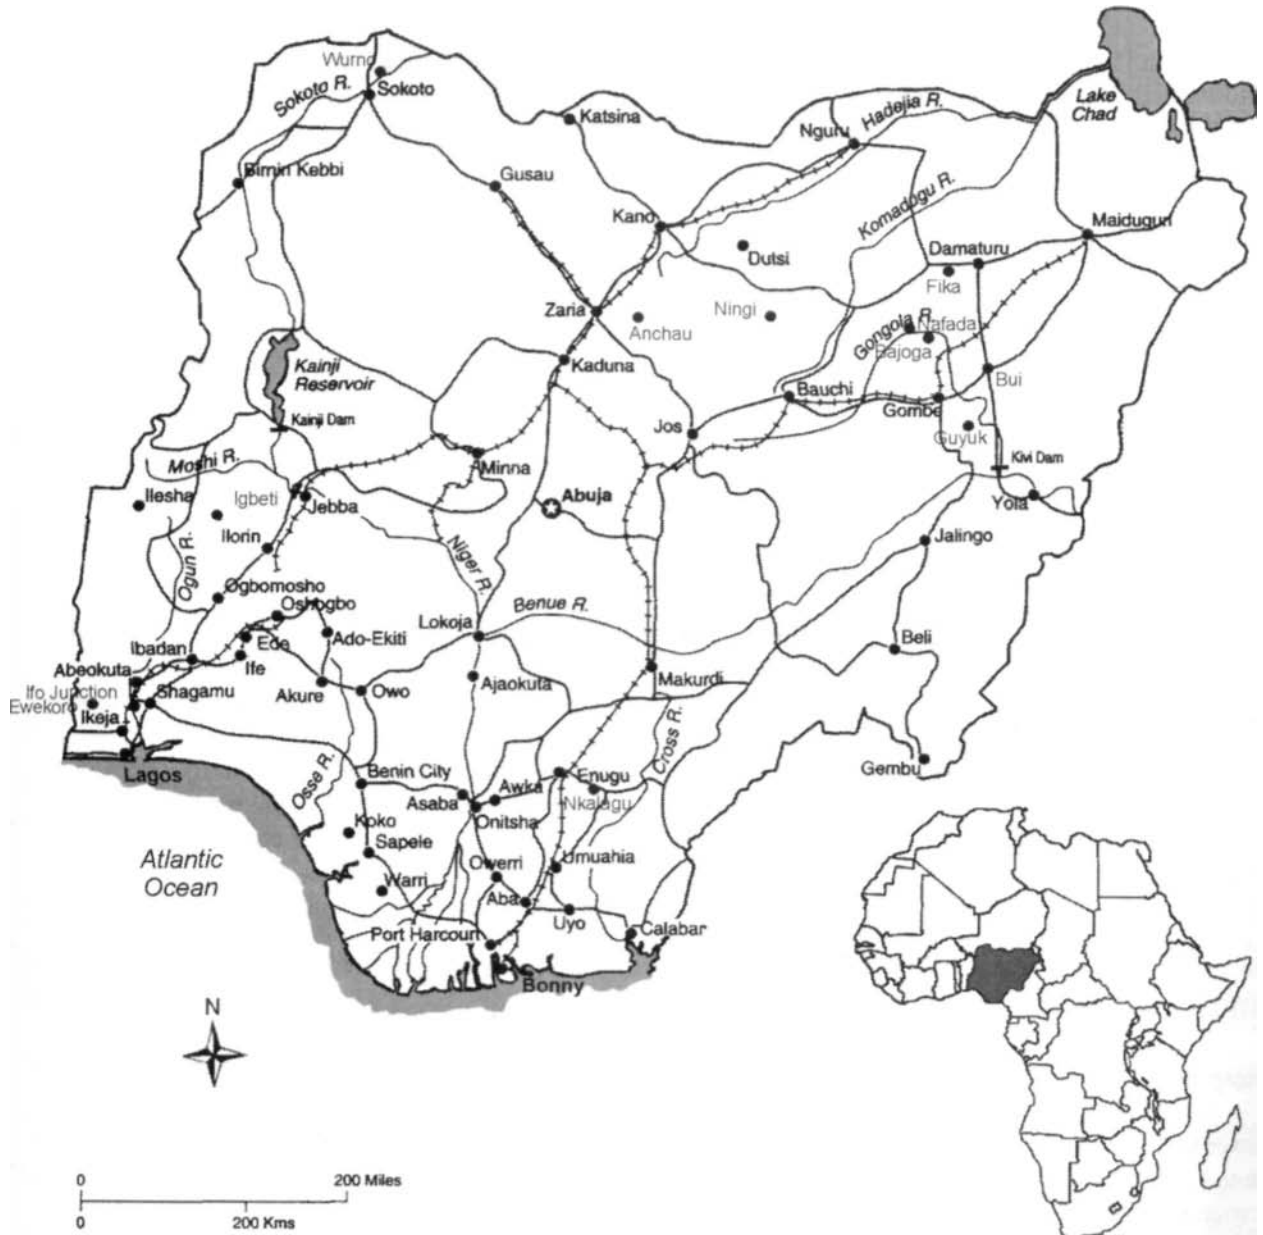 Wurno
Sokoto R.
Sokoto
Lake
Chad
Katsina
Nguru
Hadejia R.
Birnin Kebbi
Gusau
Kano
Komadogu R.
Maiduguri
Dutsi
Damaturu
Fika
Zaria
Anchau
Ningi
Gongola R.
Nafada
Bajoga
Kainji
Reservoir
Kaduna
Bui
Bauchi
Gombe
Kainji Dam
Jos
Guyuk
Moshi R.
Minna
Kivi Dam
Ilesha
Igbeti
Jebba
Abuja
Yola
Ilorin
Ogun R.
Niger R.
Jalingo
Ogbomosho
Oshogbo
Benue R.
Lokoja
Ede
Ado-Ekiti
Beli
Ibadan
Ife
Abeokuta
Ifo Junction
Shagamu
Akure
Owo
Ajaokuta
Makurdi
Ewekoro
Ikeja
Cross R.
Lagos
Osse R.
Benin City
Enugu
Gembu
Asaba
Awka
Nkalagu
Onitsha
Koko
Sapele
Atlantic
Ocean
Owerri
Umuahia
Warri
Aba
Uyo
Port Harcourt
Calabar
Bonny
N
0
200 Miles
0
200 Kms